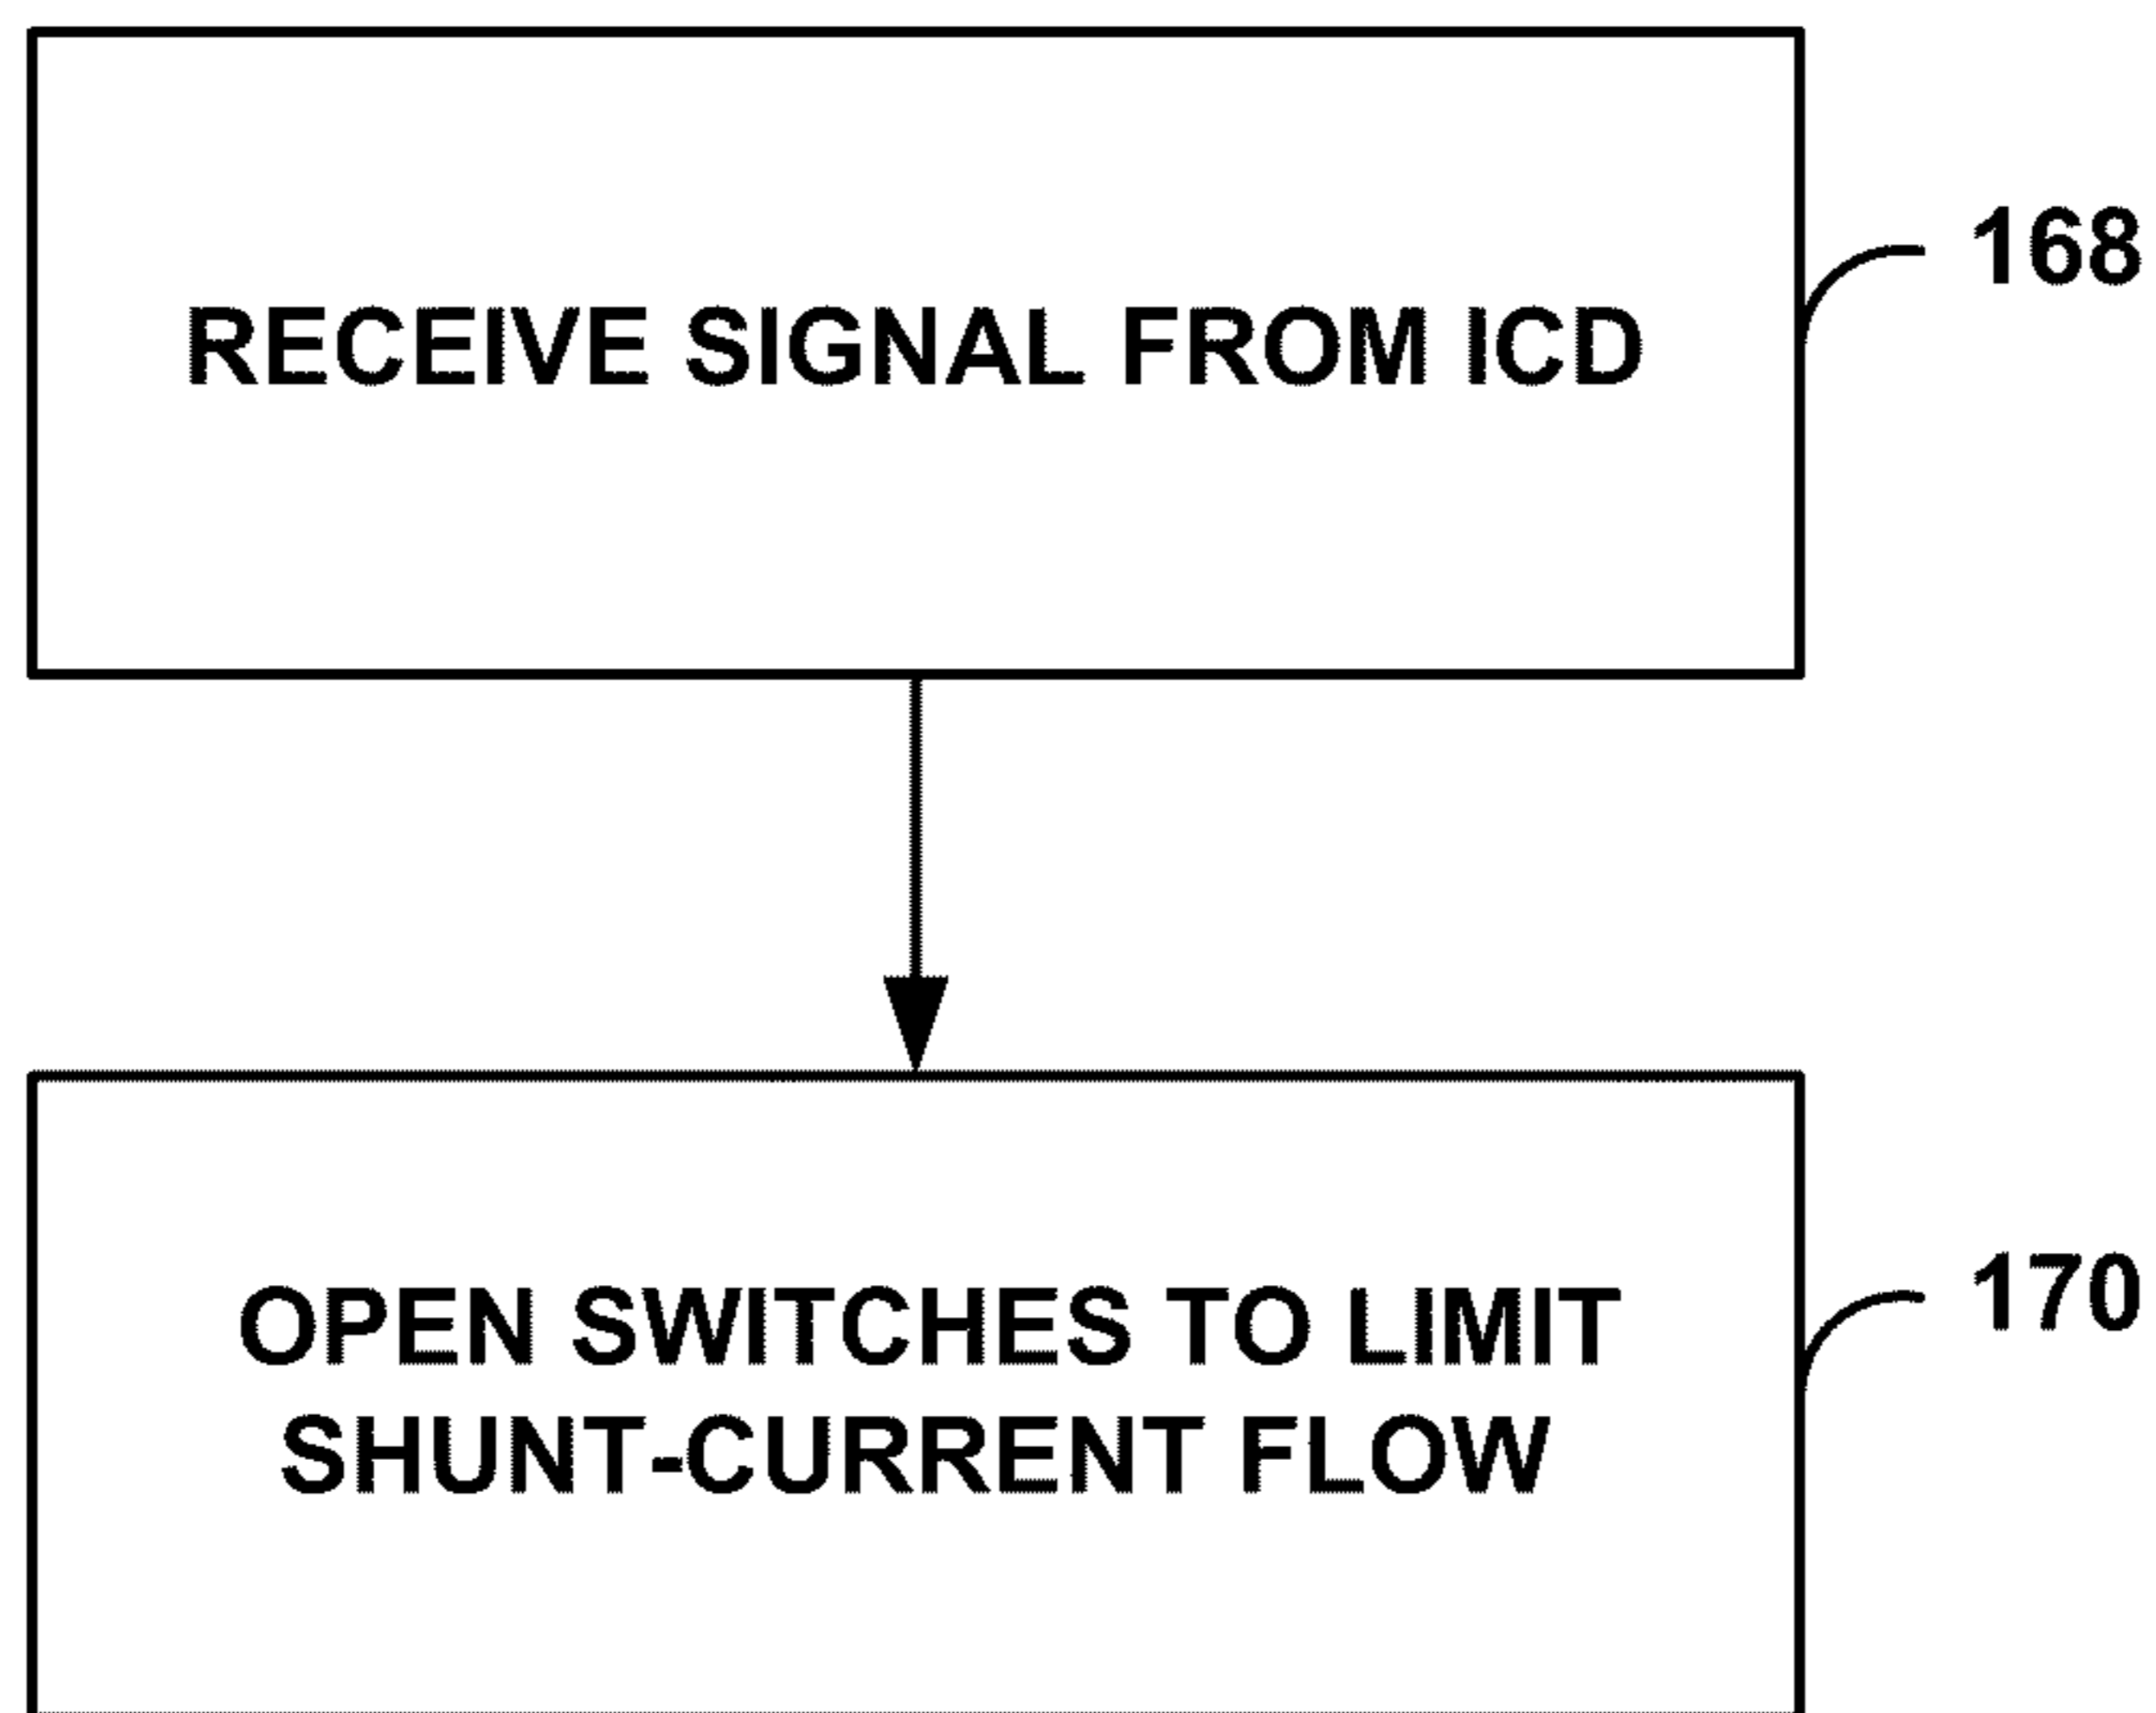 RECEIVE SIGNAL FROM ICD
168
OPEN SWITCHES TO LIMIT
SHUNT-CURRENT FLOW
170